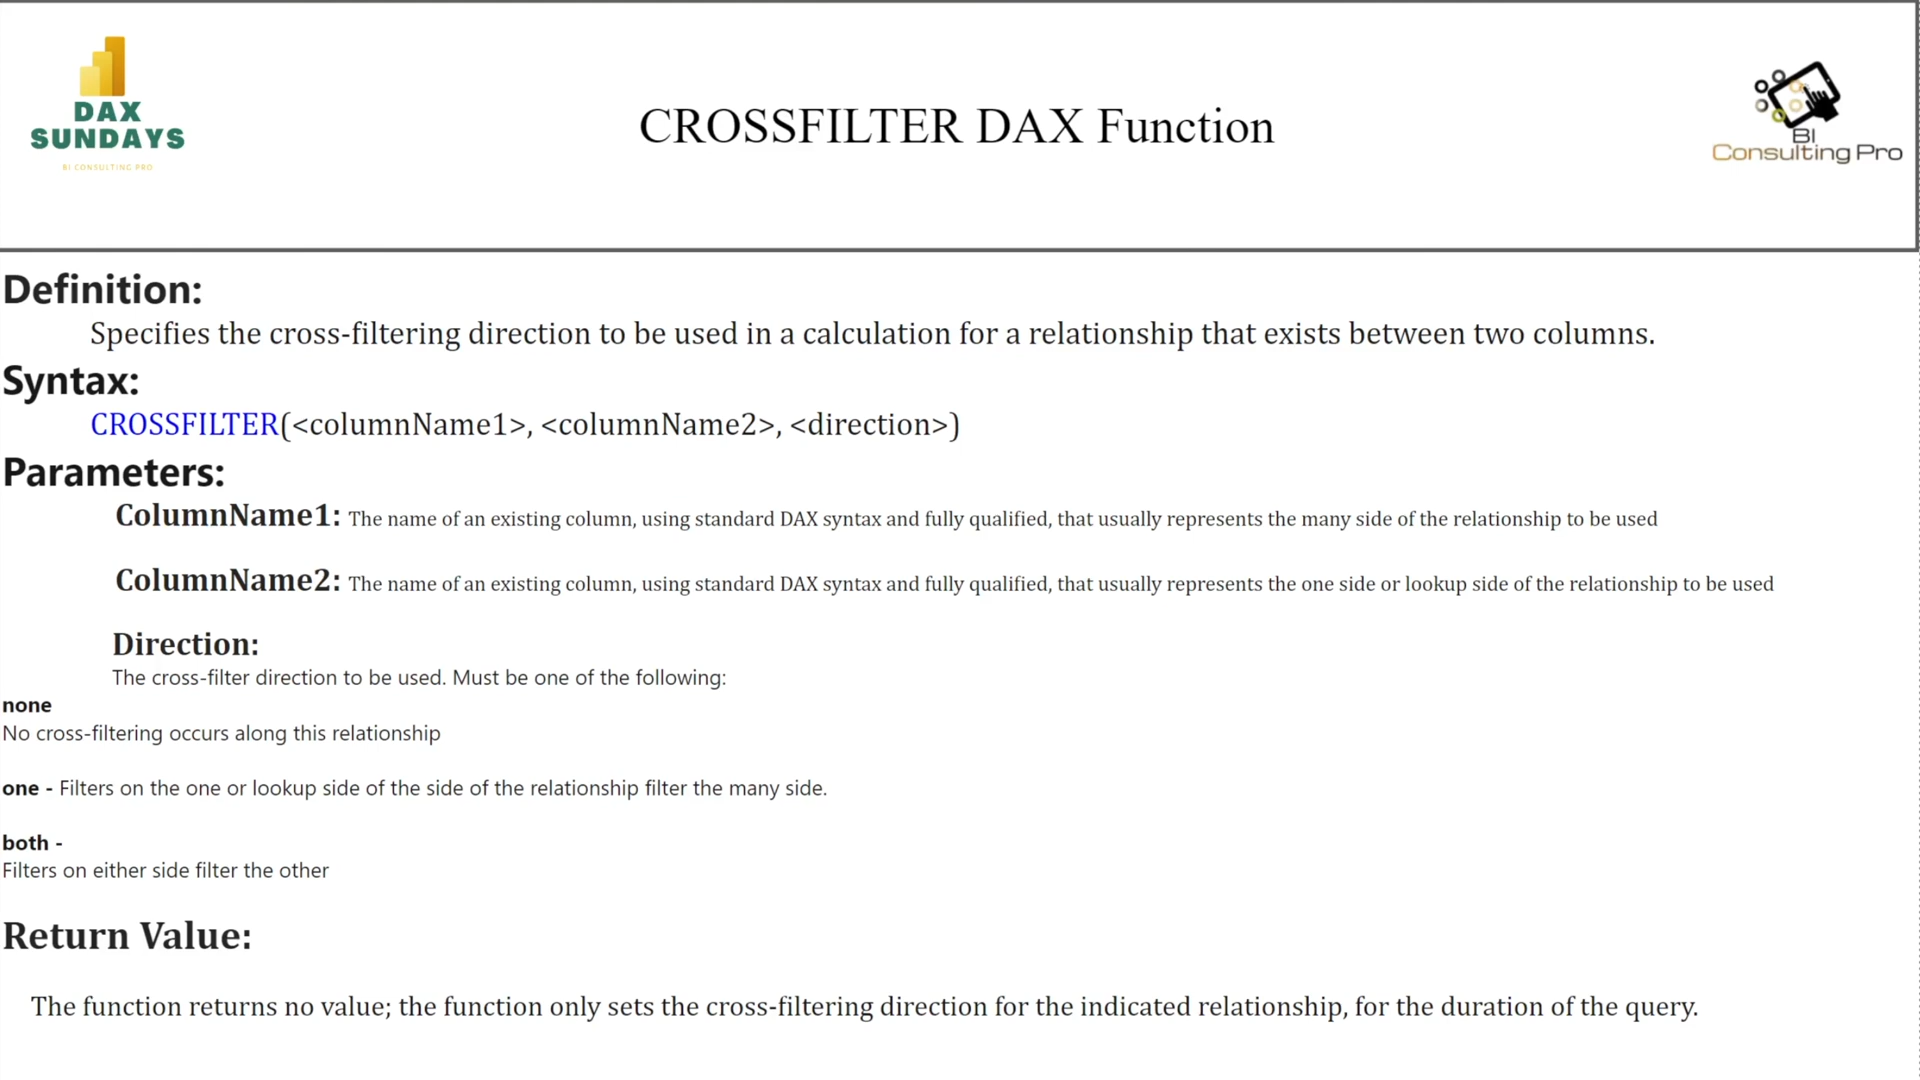 DAX
SUNDAYS
BI CONSULTING PRO
CROSSFILTER DAX Function
BI
Consulting Pro
Definition:
Specifies the cross-filtering direction to be used in a calculation for a relationship that exists between two columns.
Syntax:
CROSSFILTER(<columnName1>, <columnName2>, <direction>)
Parameters:
ColumnName1: The name of an existing column, using standard DAX syntax and fully qualified, that usually represents the many side of the relationship to be used
ColumnName2: The name of an existing column, using standard DAX syntax and fully qualified, that usually represents the one side or lookup side of the relationship to be used
Direction:
The cross-filter direction to be used. Must be one of the following:
none
No cross-filtering occurs along this relationship
one - Filters on the one or lookup side of the side of the relationship filter the many side.
both -
Filters on either side filter the other
Return Value:
The function returns no value; the function only sets the cross-filtering direction for the indicated relationship, for the duration of the query.